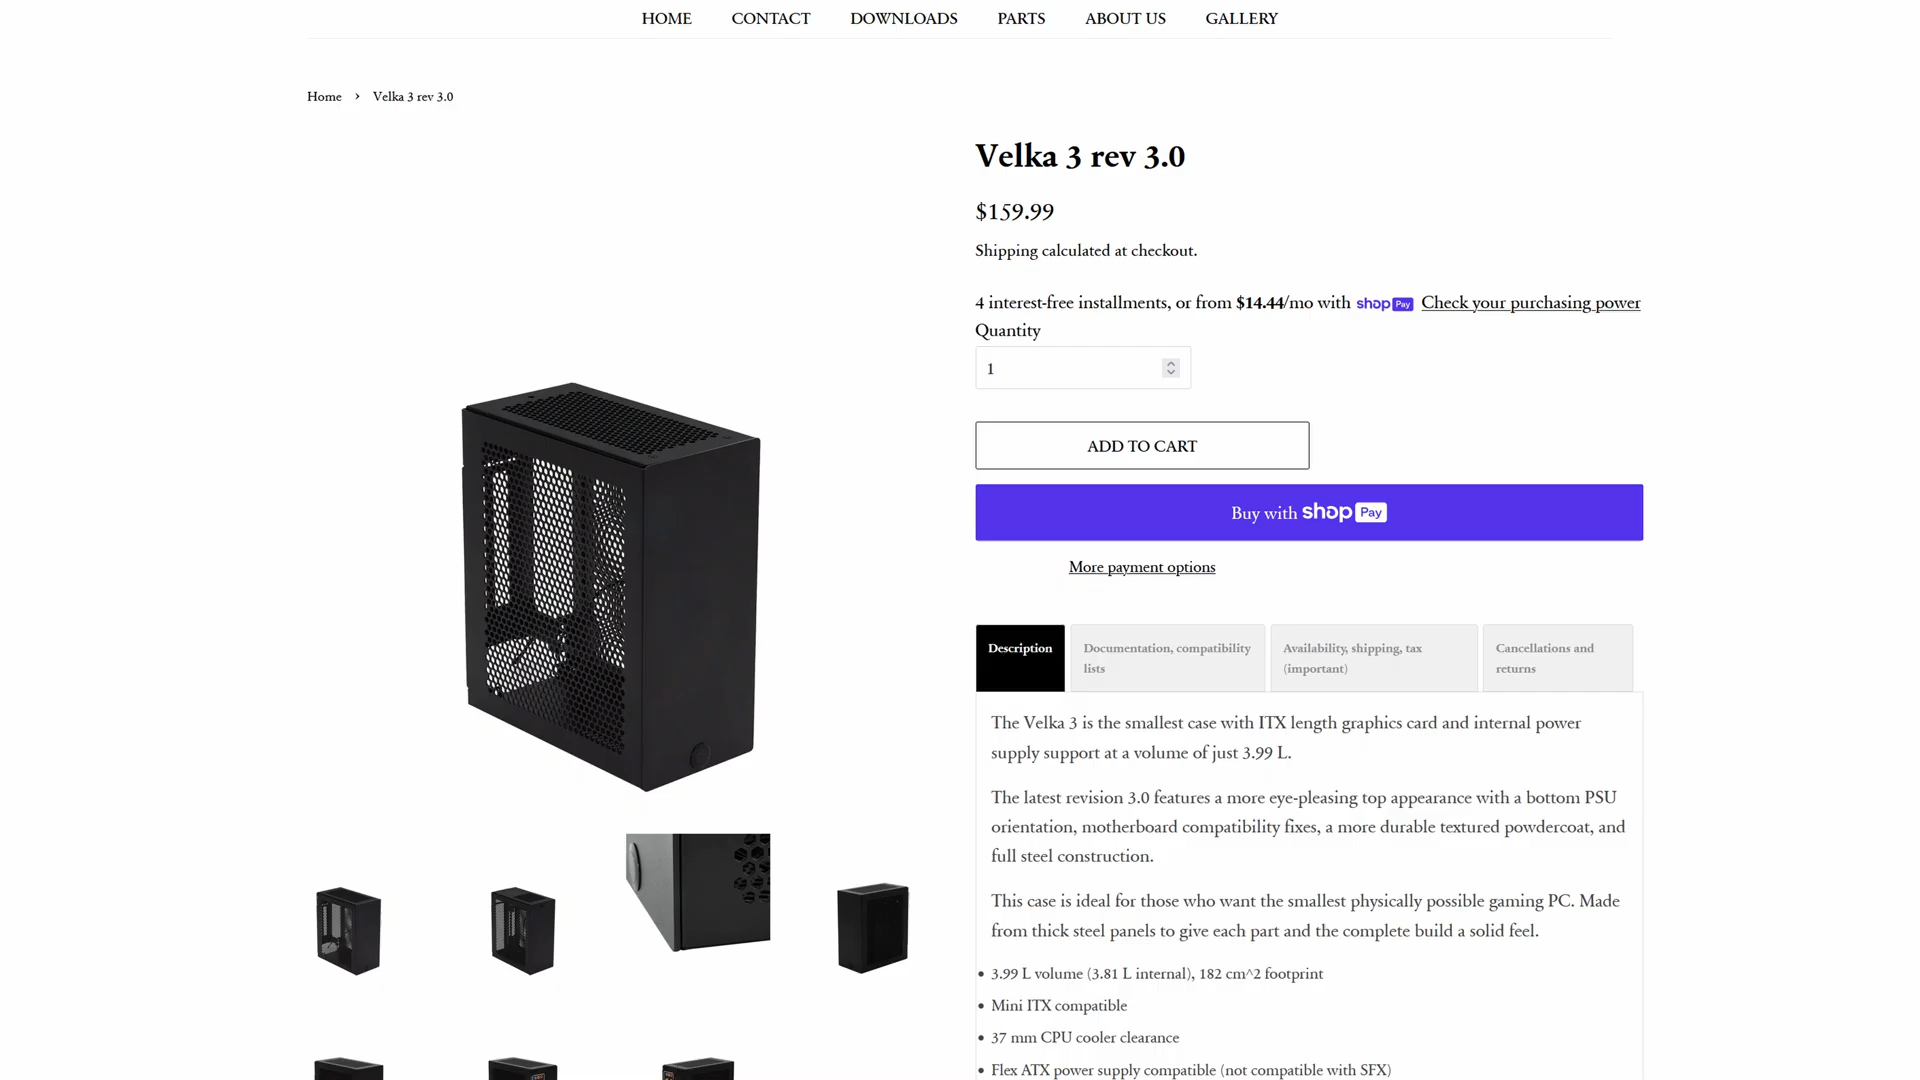 HOME CONTACT DOWNLOADS PARTS ABOUT US GALLERY
Home › Velka 3 rev 3.0
Velka 3 rev 3.0
$159.99
Shipping calculated at checkout.
4 interest-free installments, or from $14.44/mo with shop Pay Check your purchasing power
Quantity
1
ADD TO CART
Buy with shop Pay
More payment options
Description
Documentation, compatibility
lists
Availability, shipping, tax
(important)
Cancellations and
returns
The Velka 3 is the smallest case with ITX length graphics card and internal power
supply support at a volume of just 3.99 L.
The latest revision 3.0 features a more eye-pleasing top appearance with a bottom PSU
orientation, motherboard compatibility fixes, a more durable textured powdercoat, and
full steel construction.
This case is ideal for those who want the smallest physically possible gaming PC. Made
from thick steel panels to give each part and the complete build a solid feel.
• 3.99 L volume (3.81 L internal), 182 cm^2 footprint
• Mini ITX compatible
• 37 mm CPU cooler clearance
• Flex ATX power supply compatible (not compatible with SFX)